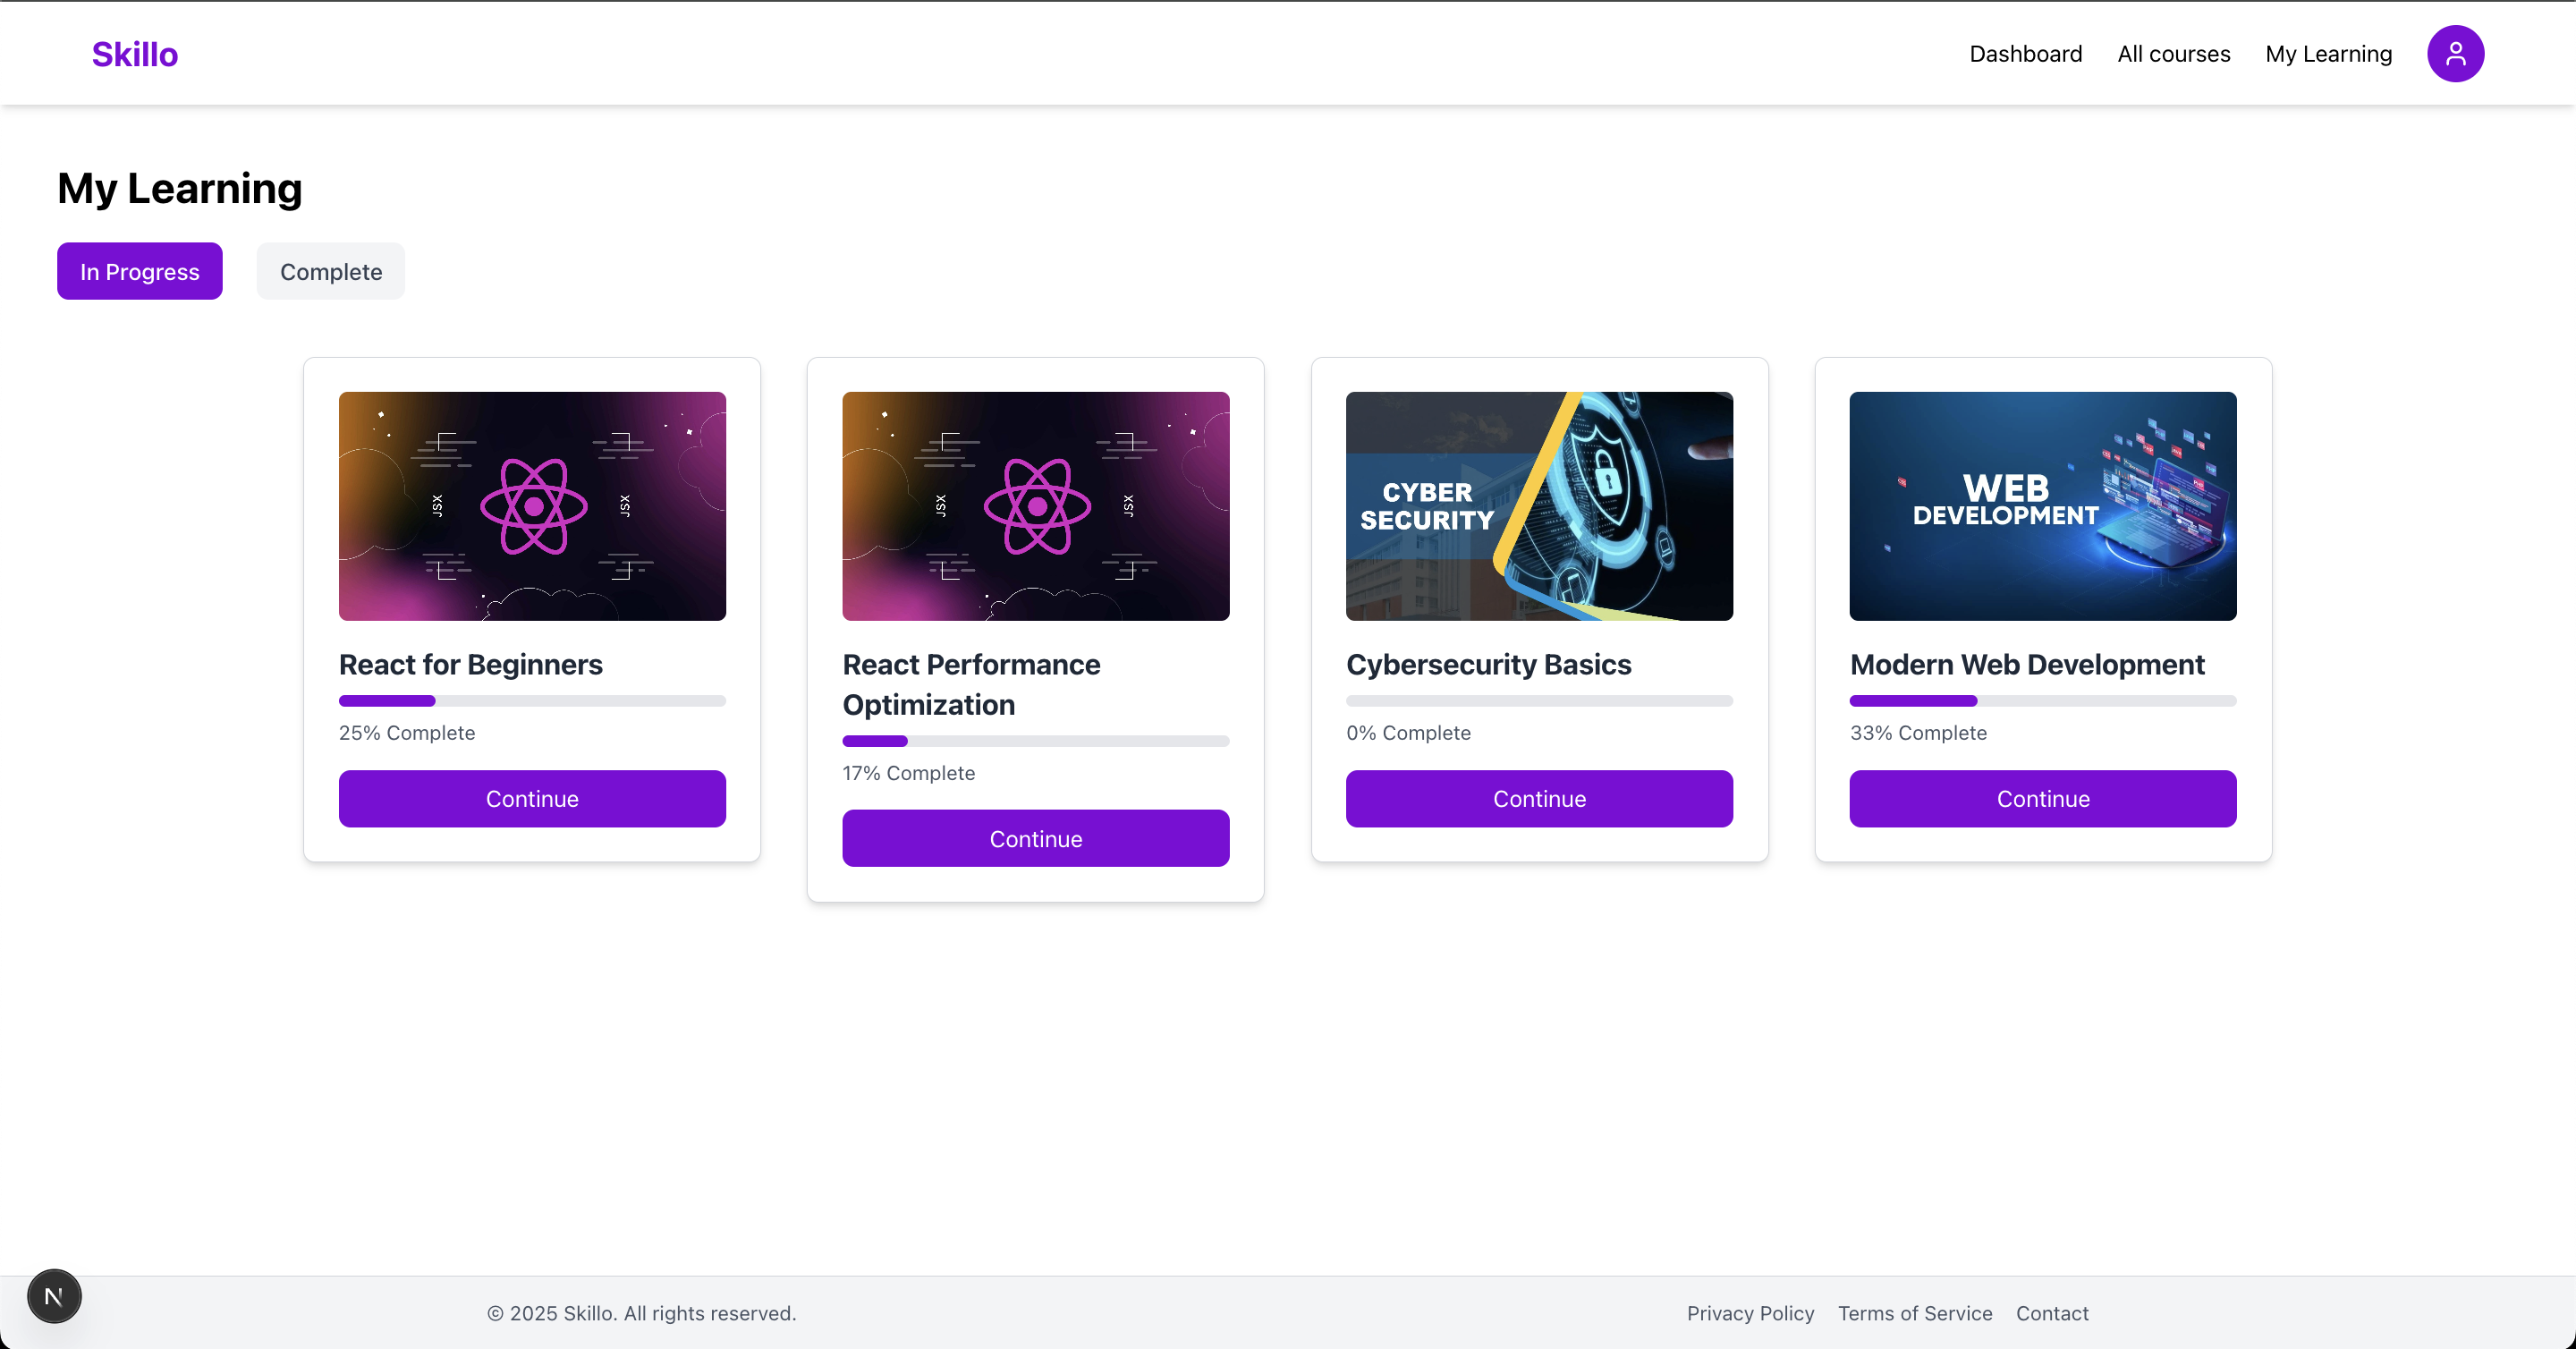 Skillo
Dashboard All courses My Learning
My Learning
In Progress Complete
JSX JSX
React for Beginners
25% Complete
Continue
JSX JSX
React Performance
Optimization
17% Complete
Continue
CYBER
SECURITY
Cybersecurity Basics
0% Complete
Continue
WEB
DEVELOPMENT
Modern Web Development
33% Complete
Continue
N
© 2025 Skillo. All rights reserved.
Privacy Policy Terms of Service Contact